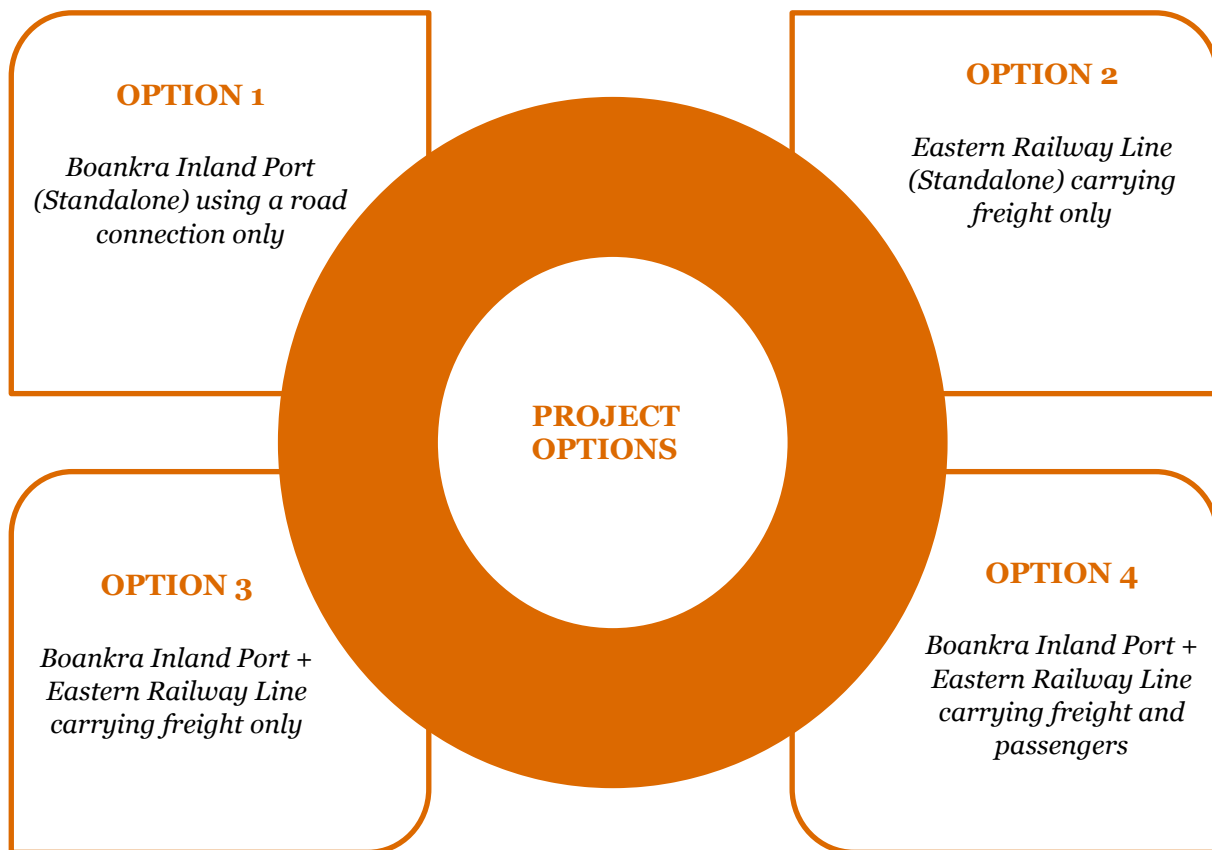 OPTION 1
Boankra Inland Port
(Standalone) using a road
connection only
OPTION 2
Eastern Railway Line
(Standalone) carrying
freight only
PROJECT
OPTIONS
OPTION 3
Boankra Inland Port +
Eastern Railway Line
carrying freight only
OPTION 4
Boankra Inland Port +
Eastern Railway Line
carrying freight and
passengers